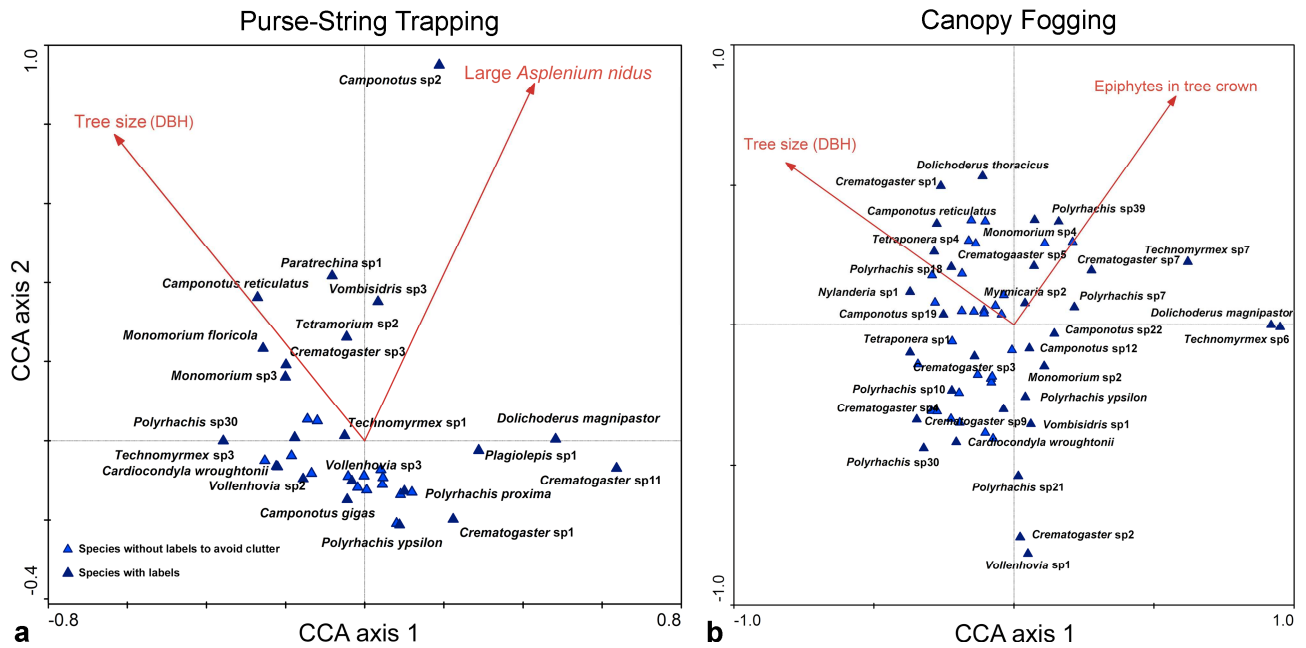 Purse-String Trapping
1.0
Camponotus sp2
Large Asplenium nidus
Tree size (DBH)
Paratrechina sp1
Camponotus reticulatus
Vombisidris sp3
Tetramorium sp2
Monomorium floricola
Crematogaster sp3
Monomorium sp3
Polyrhachis sp30
Technomyrmex sp1
Dolichoderus magnipastor
Technomyrmex sp3
Plagiolepis sp1
Vollenhovia sp3
Cardiocondyla wroughtonii
Crematogaster sp11
Vollenhovia sp2
Polyrhachis proxima
Camponotus gigas
Crematogaster sp1
Polyrhachis ypsilon
Species without labels to avoid clutter
Species with labels
CCA axis 2
-0.4
-0.8
0.8
CCA axis 1
a
Canopy Fogging
1.0
Epiphytes in tree crown
Tree size (DBH)
Dolichoderus thoracicus
Crematogaster sp1
Camponotus reticulatus
Polyrhachis sp39
Monomorium sp4
Tetraponera sp4
Technomyrmex sp7
Crematogaaster sp5
Crematogaster sp7
Polyrhachis sp18
Nylanderia sp1
Myrmicaria sp2
Polyrhachis sp7
Camponotus sp19
Dolichoderus magnipastor
Camponotus sp22
Technomyrmex sp6
Tetraponera sp1
Camponotus sp12
Crematogaster sp3
Monomorium sp2
Polyrhachis sp10
Polyrhachis ypsilon
Crematogaster sp4
Crematogaster sp9
Vombisidris sp1
Cardiocondyla wroughtonii
Polyrhachis sp30
Polyrhachis sp21
Crematogaster sp2
Vollenhovia sp1
-1.0
-1.0
1.0
CCA axis 1
b